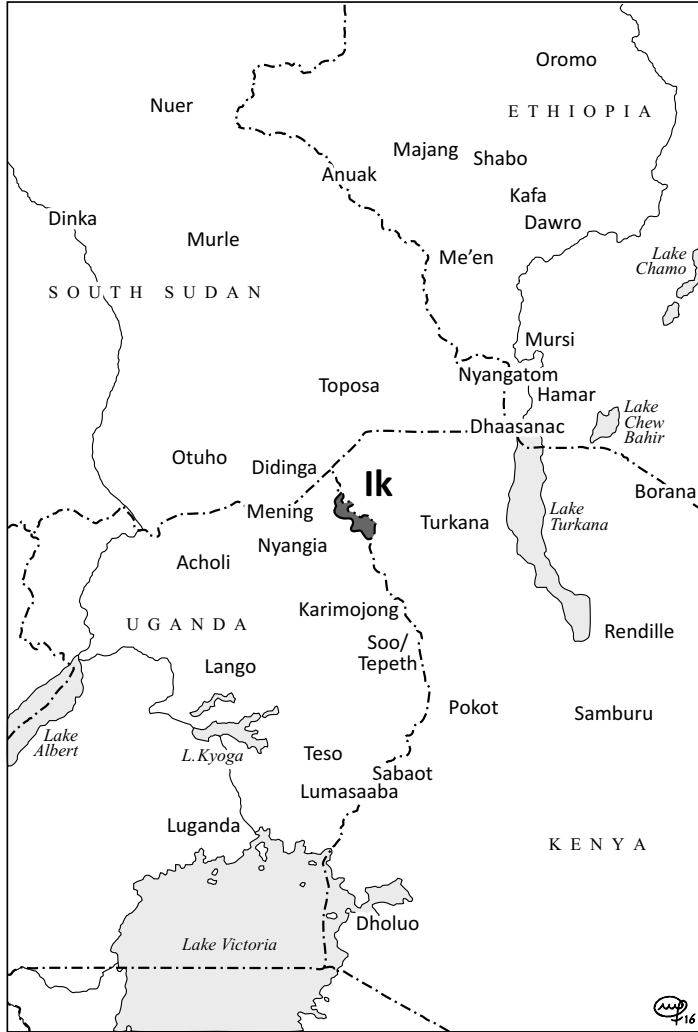 Oromo
Nuer
ETHIOPIA
Majang
Shabo
Anuak
Kafa
Dinka
Dawro
Murle
Me’en
Lake
Chamo
SOUTH SUDAN
Mursi
Nyangatom
Toposa
Hamar
Lake
Chew
Bahir
Dhaasanac
Otuho
Didinga
Ik
Borana
Mening
Turkana
Lake
Turkana
Nyangia
Acholi
Karimojong
UGANDA
Rendille
Soo/
Tepeth
Lango
Pokot
Samburu
Lake
Albert
L.Kyoga
Teso
Sabaot
Lumasaaba
Luganda
KENYA
Dholuo
Lake Victoria
16